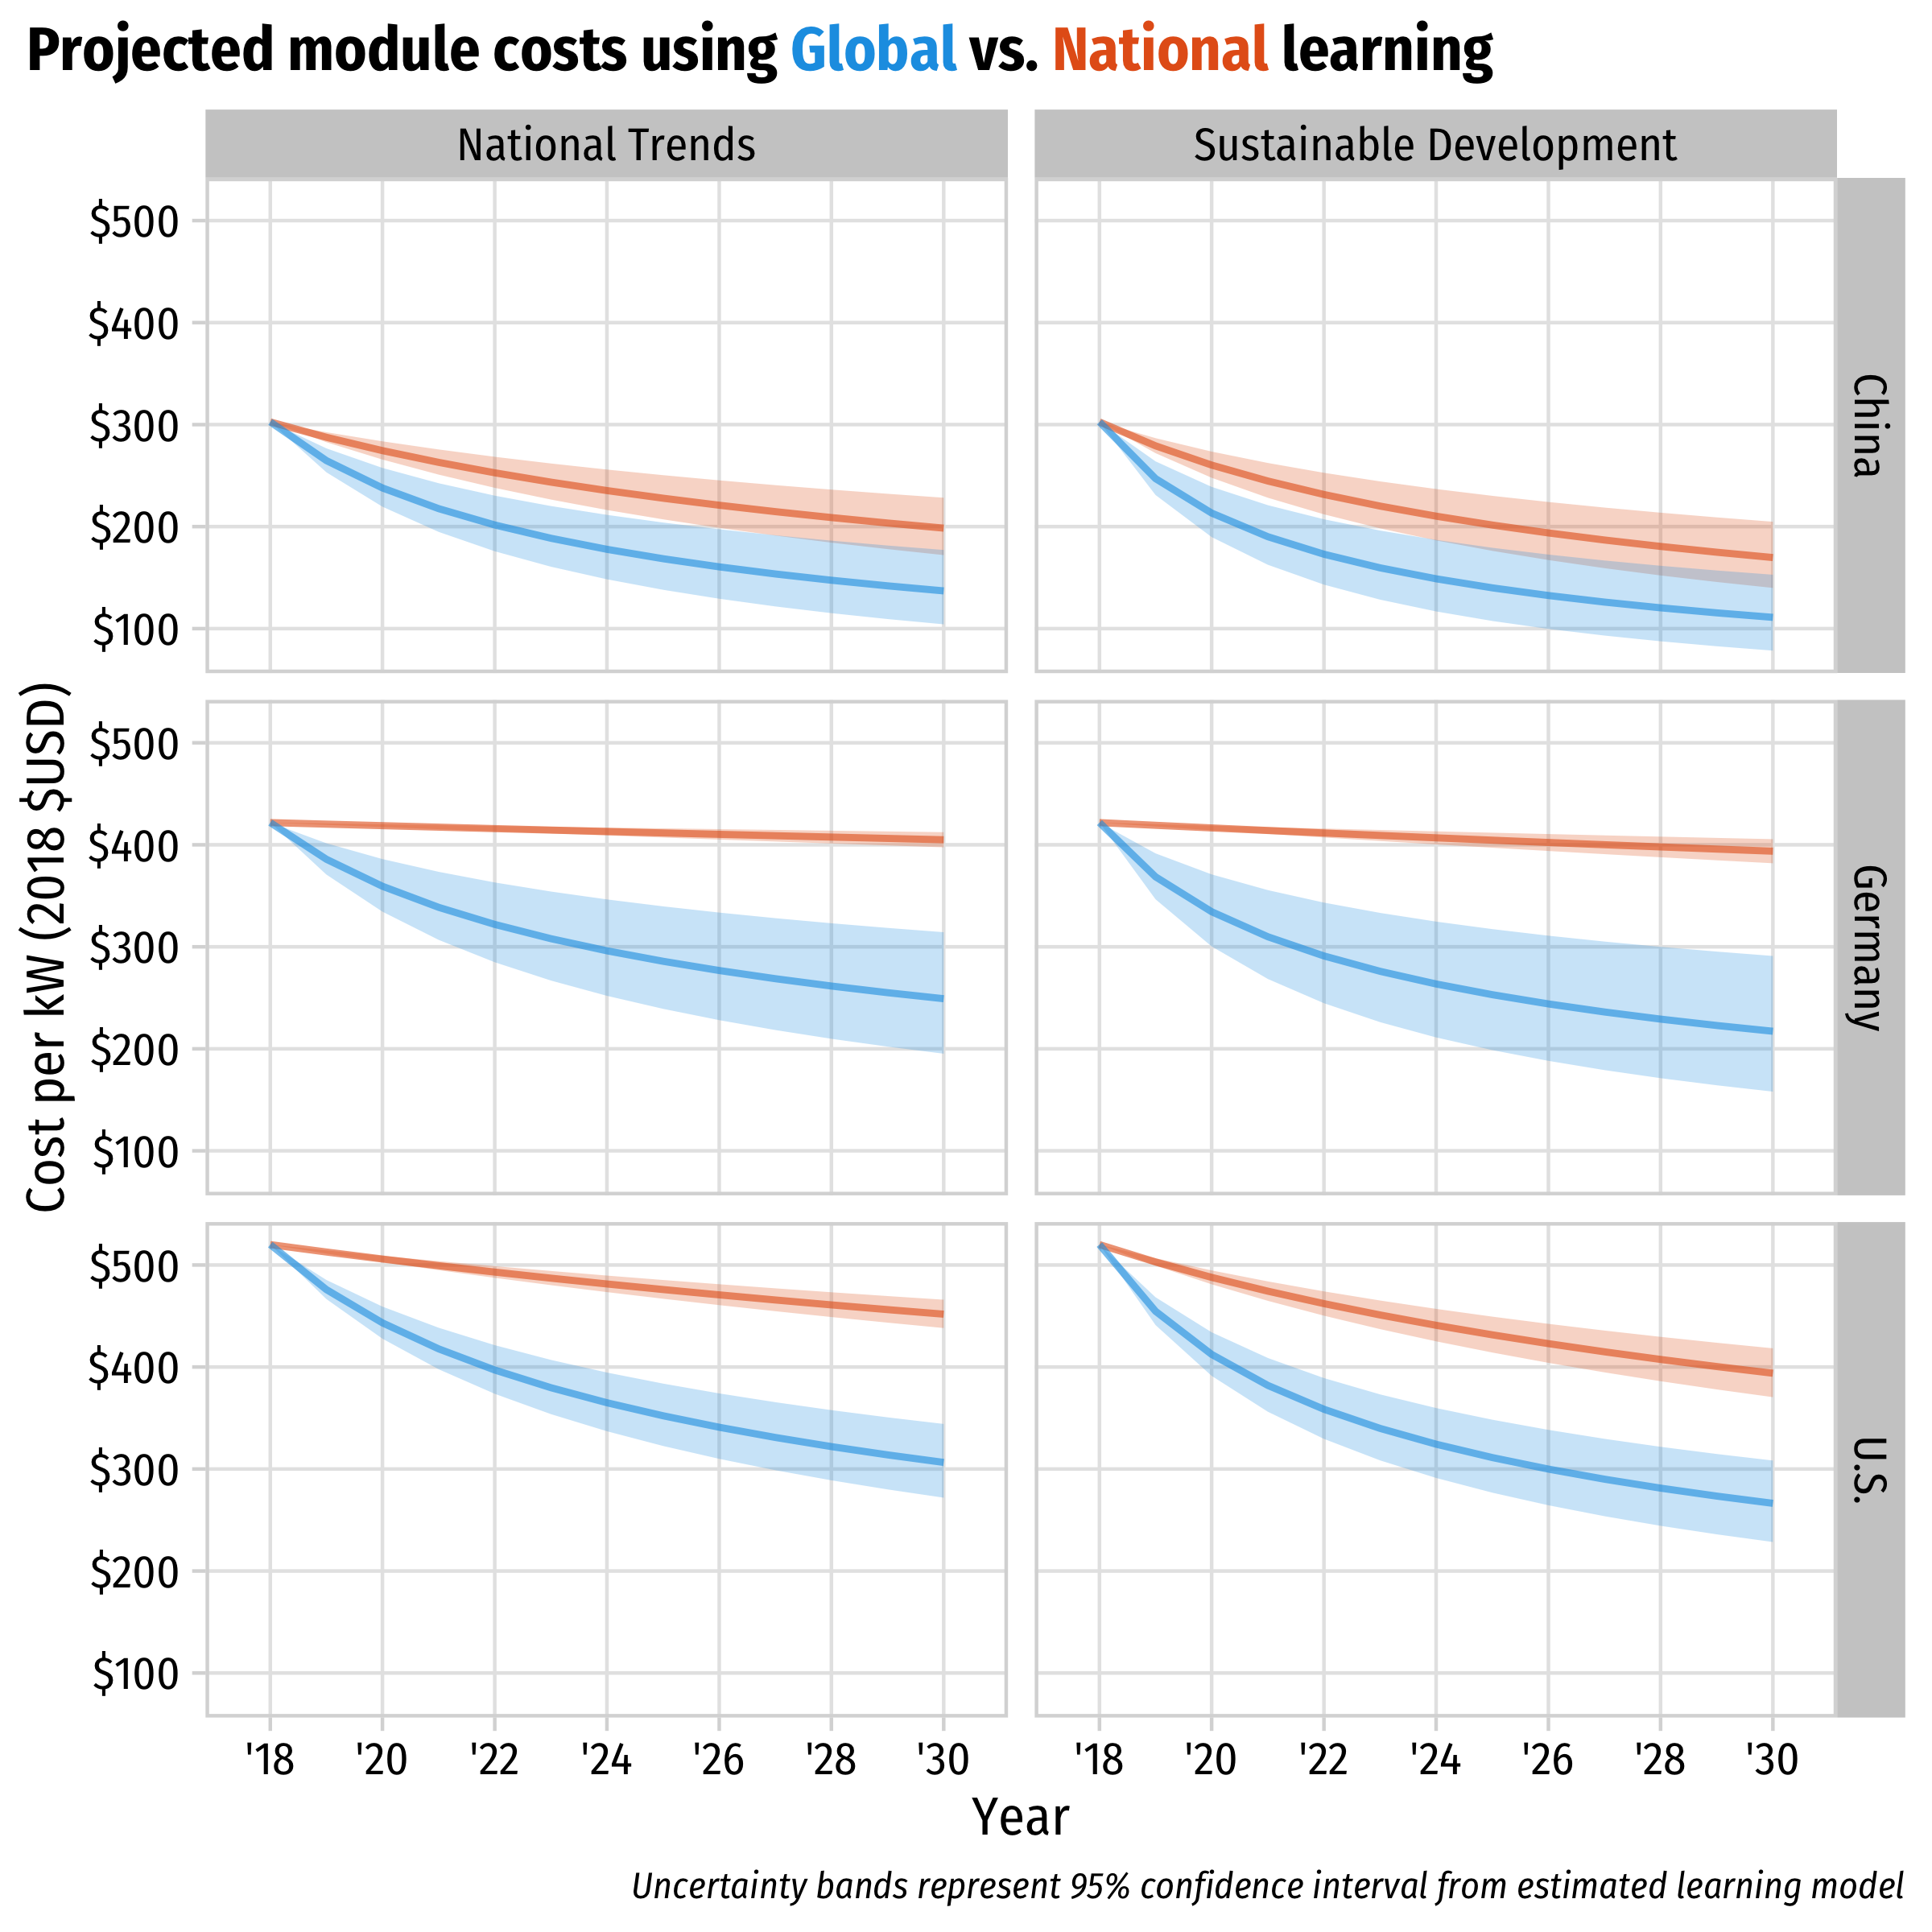 Projected module costs using Global vs. National learning
National Trends
Sustainable Development
$500
$400
$300
$200
$100
China
Cost per kW (2018 $USD)
$500
$400
$300
$200
$100
Germany
$500
$400
$300
$200
$100
U.S.
'18 '20 '22 '24 '26 '28 '30
'18 '20 '22 '24 '26 '28 '30
Year
Uncertainty bands represent 95% confidence interval from estimated learning model